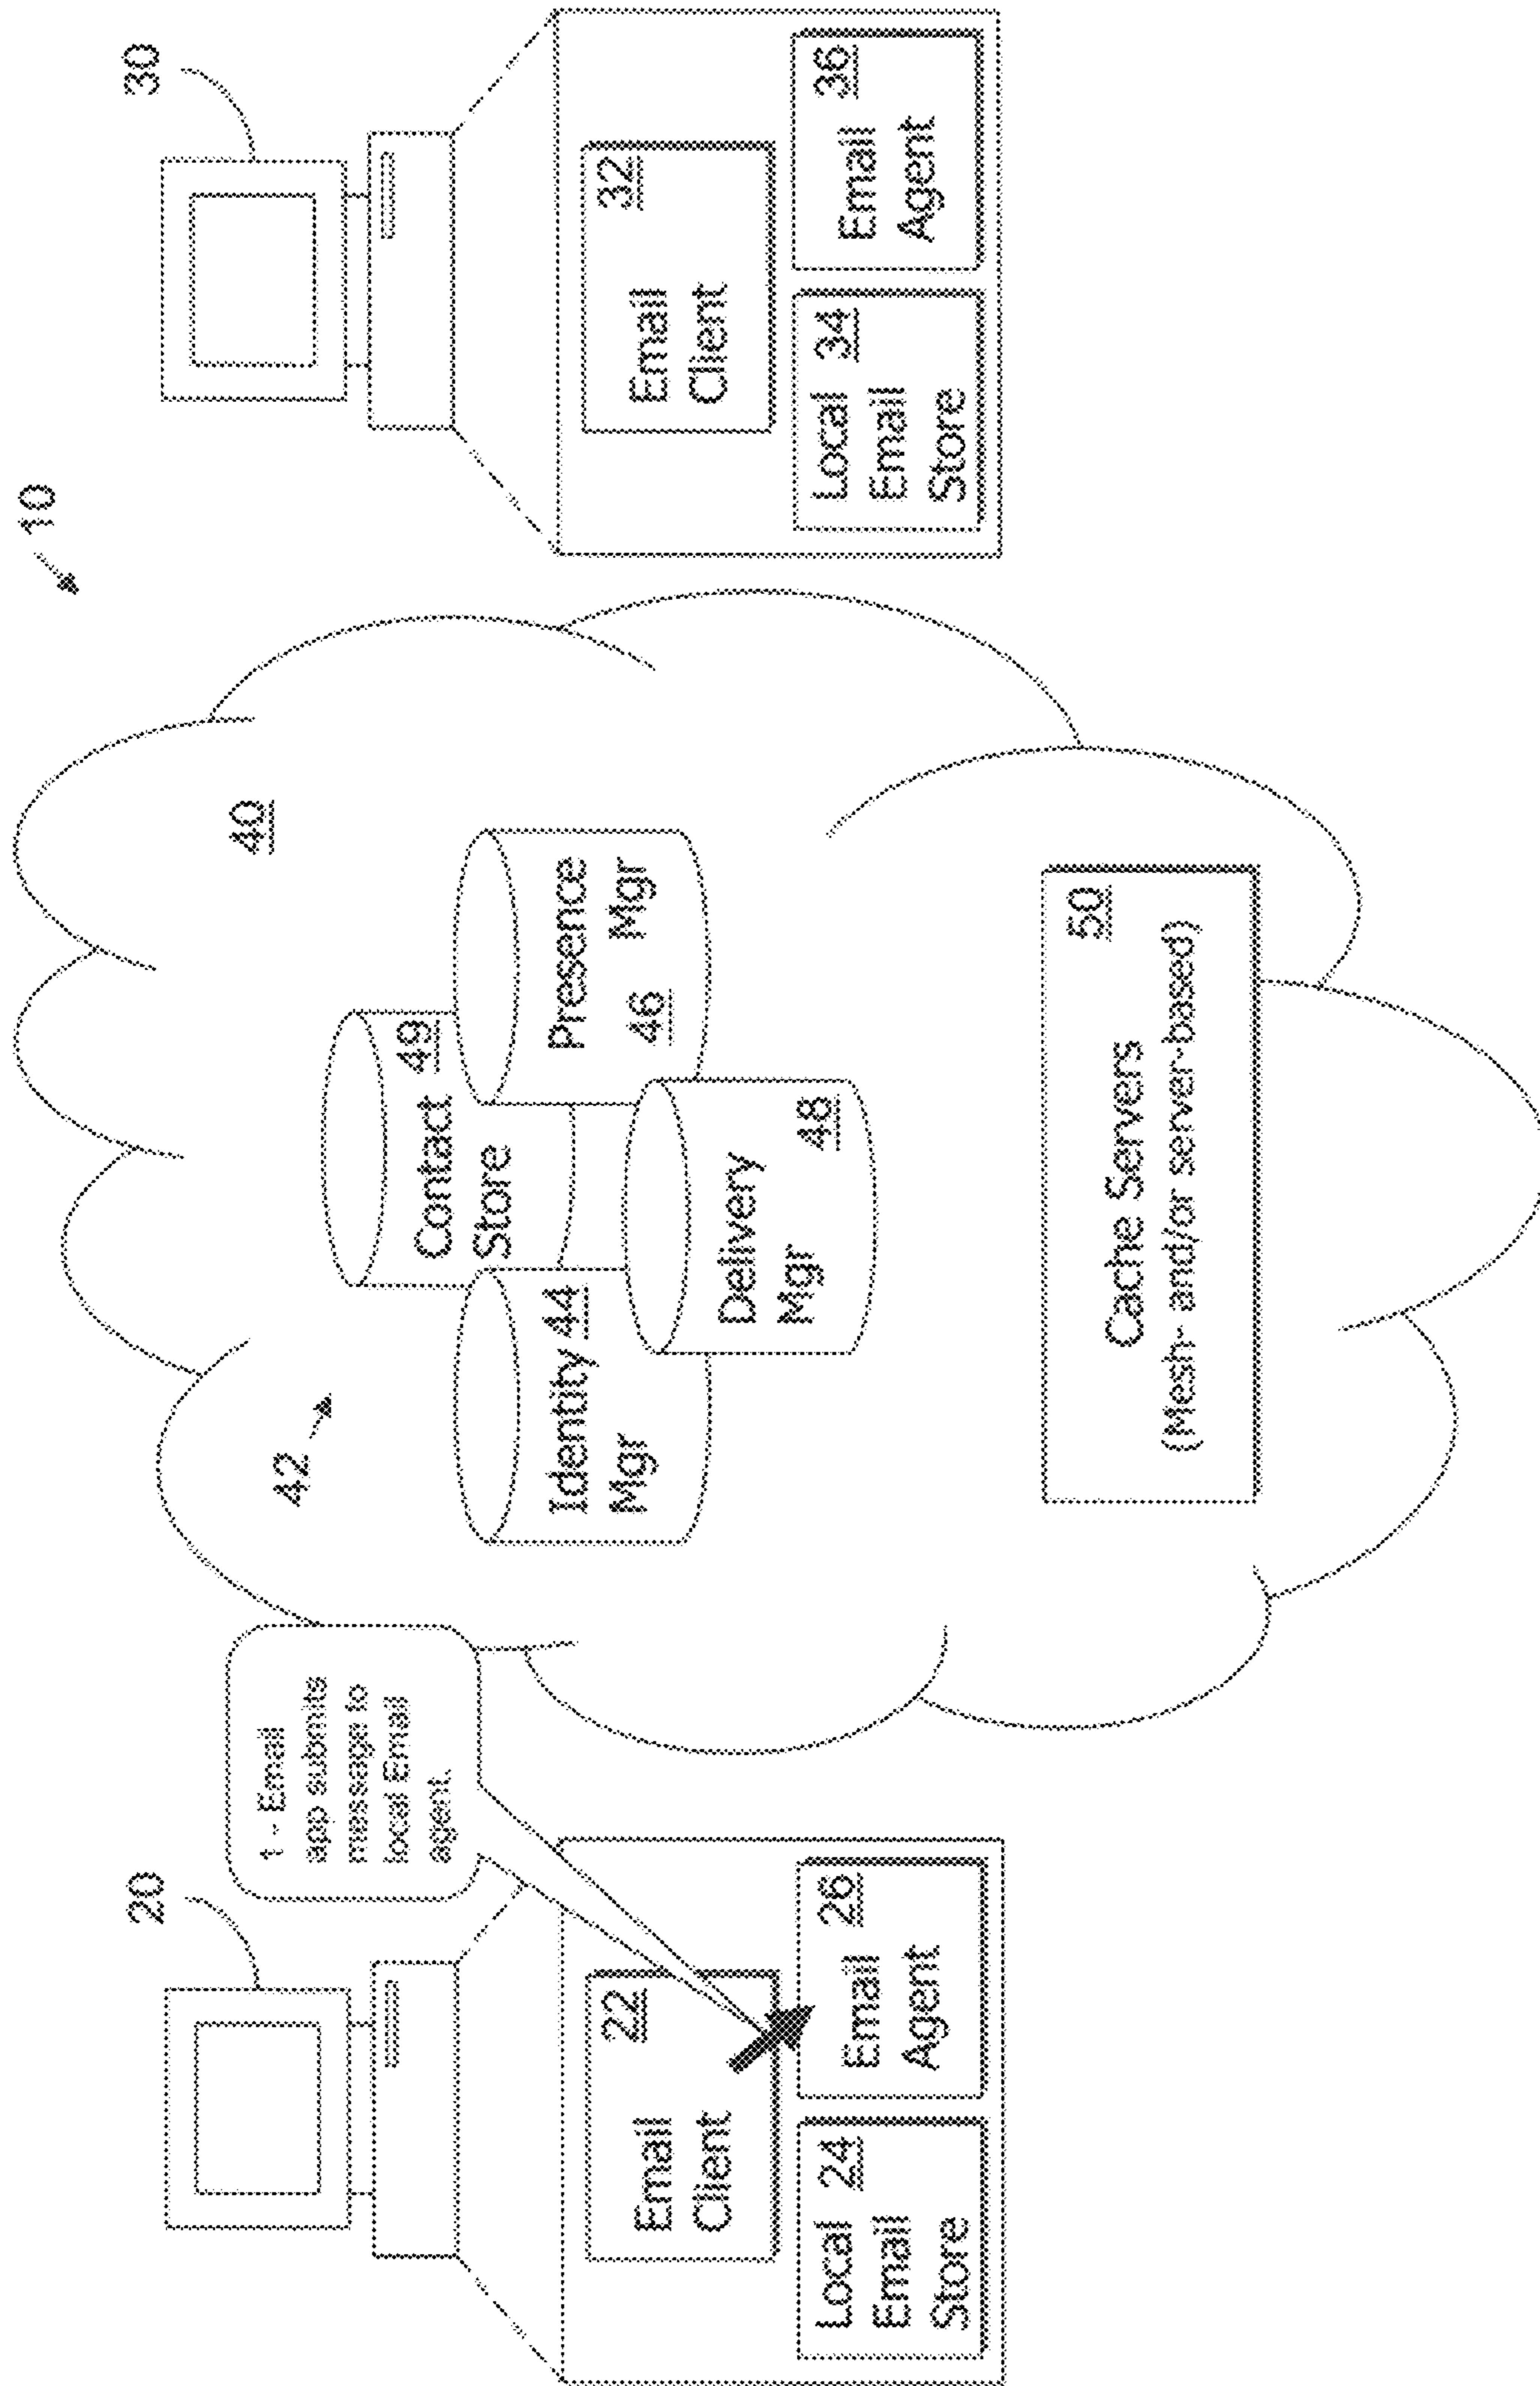 10
20
1 - Email
app submits
message to
local Email
agent.
Email
Client
22
Local
Email
Store
24
Email
Agent
26
42
40
Contact
Store
49
Identity
Mgr
44
Presence
Mgr
46
Delivery
Mgr
48
Cache Servers
(Mesh- and/or server-based)
50
30
Email
Client
32
Local
Email
Store
34
Email
Agent
36